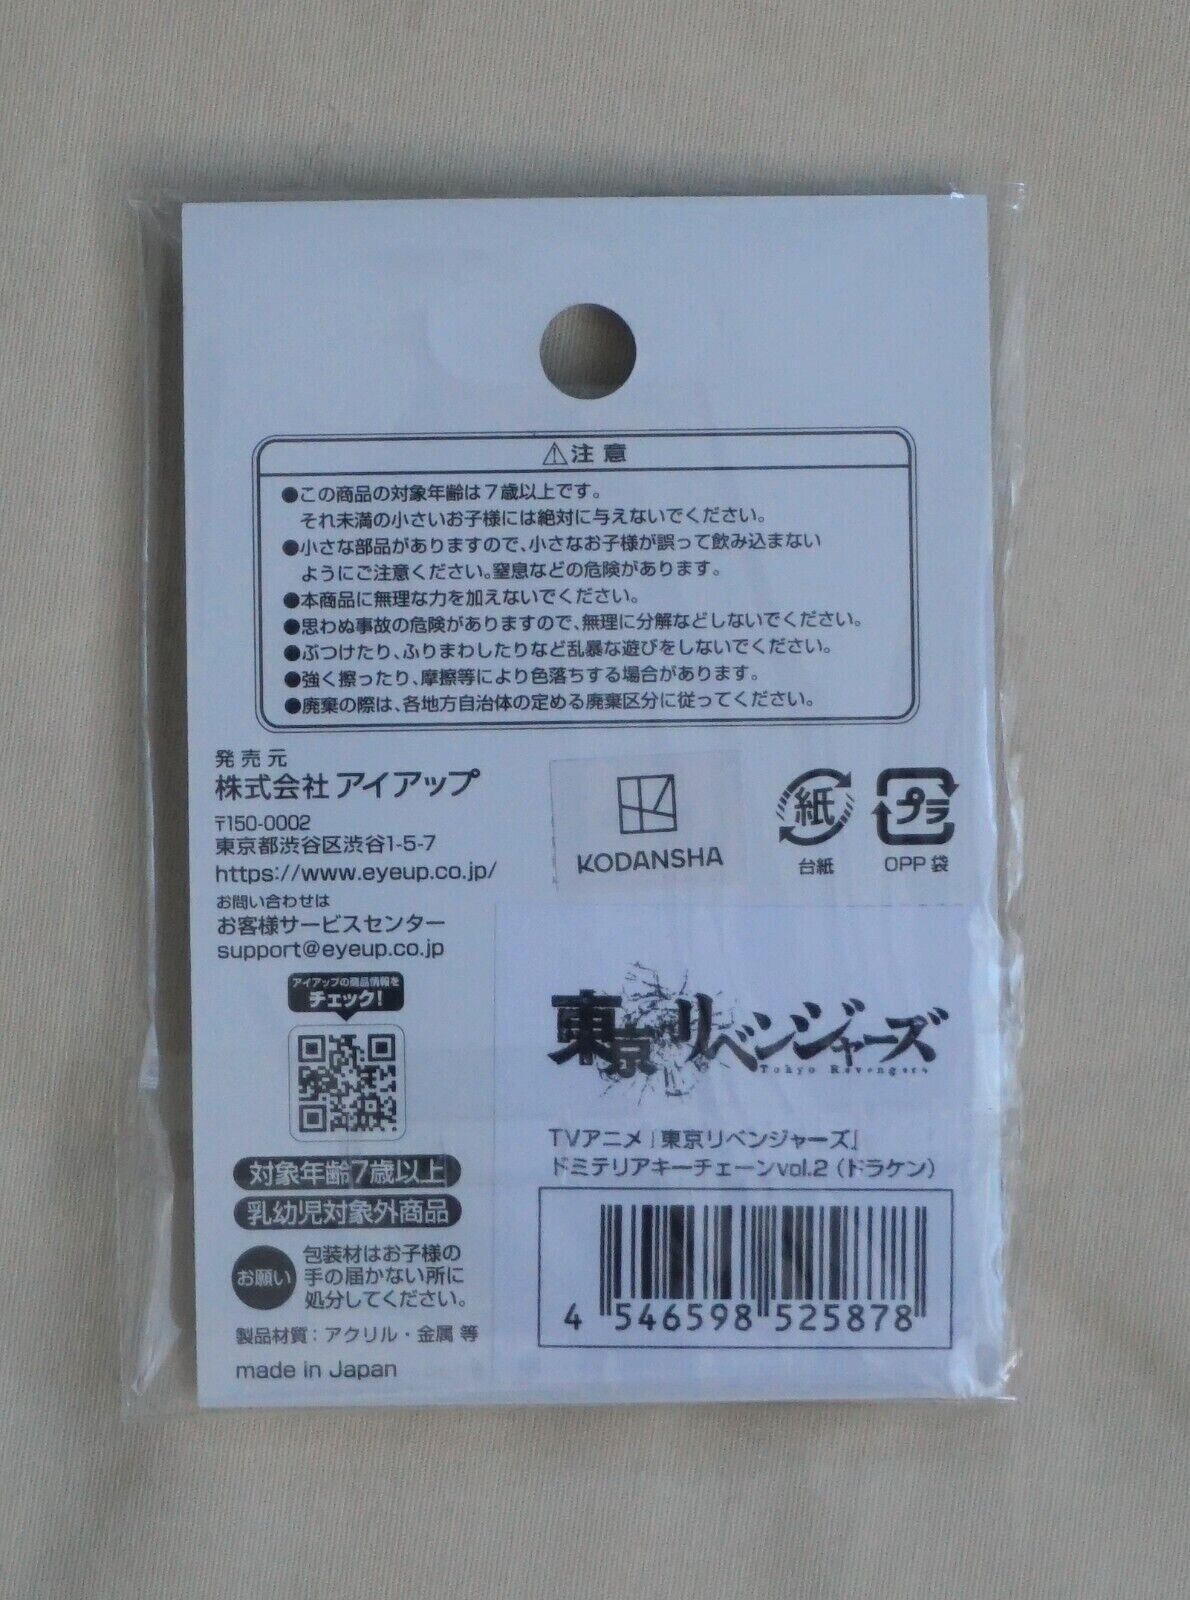 ⚠注意
●この商品の対象年齢は7歳以上です。
それ未満の小さいお子様には絶対に与えないでください。
●小さな部品がありますので、小さなお子様が誤って飲み込まない
ようにご注意ください。窒息などの危険があります。
●本商品に無理な力を加えないでください。
●思わぬ事故の危険がありますので、無理に分解などしないでください。
●ぶつけたり、ふりまわしたりなど乱暴な遊びをしないでください。
●強く擦ったり、摩擦等により色落ちする場合があります。
●廃棄の際は、各地方自治体の定める廃棄区分に従ってください。
発売元
株式会社 アイアップ
〒150-0002
東京都渋谷区渋谷1-5-7
https://www.eyeup.co.jp/
お問い合わせは
お客様サービスセンター
support@eyeup.co.jp
アイアップの商品情報を
チェック!
対象年齢7歳以上
乳幼児対象外商品
お願い
包装材はお子様の
手の届かない所に
処分してください。
製品材質：アクリル・金属 等
made in Japan
KODANSHA
紙
台紙
プラ
OPP 袋
東京リベンジャーズ
Tokyo Revengers
TVアニメ『東京リベンジャーズ』
ドミテリアキーチェーンvol.2（ドラケン）
4 546598 525878